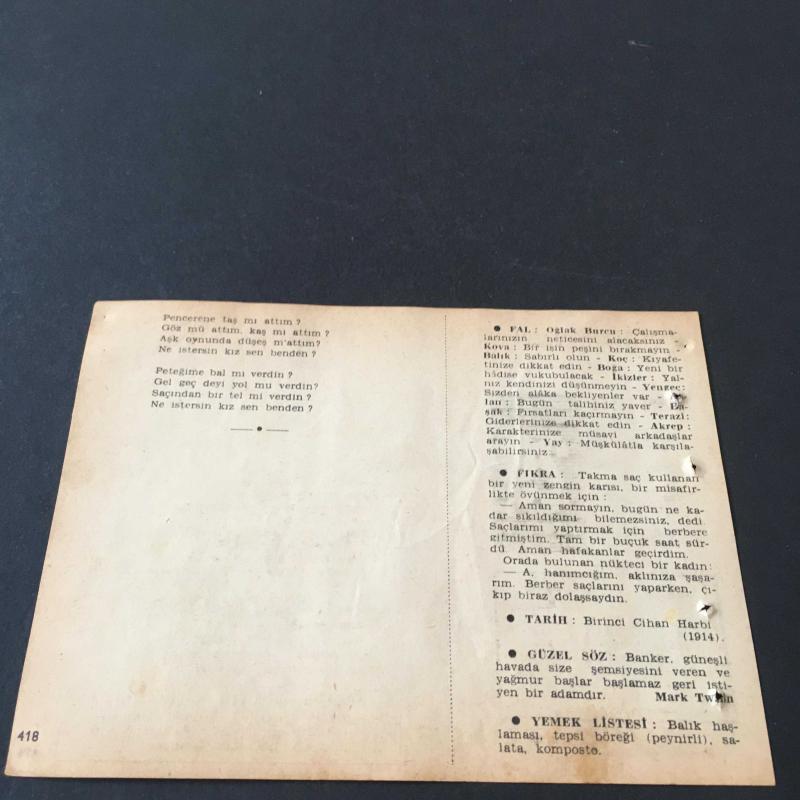 Pencerene taş mı attım?
Göz mü attım, kaş mı attım?
Aşk oynunda düşeş m'attım?
Ne istersin kız sen benden?
Peteğime bal mı verdin?
Gel geç deyi yol mu verdin?
Saçından bir tel mi verdin?
Ne istersin kız sen benden?
418
● FAL: Oğlak Burcu: Çalışma-
larınızın neticesini alacaksınız -
Kova: Bir işin peşini bırakmayın -
Balık: Sabırlı olun - Koç: Kıyafe-
tinize dikkat edin - Boğa: Yeni bir
hâdise vukubulacak - İkizler: Yal-
nız kendinizi düşünmeyin - Yengeç:
Sizden alâka bekliyenler var -
lan: Bugün talihiniz yaver - Ba-
şak: Fırsatları kaçırmayın - Terazi:
Giderlerinize dikkat edin - Akrep:
Karakterinize müsavi arkadaşlar
arayın - Yay: Müşkülâtla karşıla-
şabilirsiniz.
● FIKRA: Takma saç kullanan
bir yeni zengin karısı, bir misafir-
likte övünmek için:
— Aman sormayın, bugün ne ka-
dar sıkıldığımı bilemezsiniz, dedi.
Saçlarımı yaptırmak için berbere
gitmiştim. Tam bir buçuk saat sür-
dü. Aman hafakanlar geçirdim.
Orada bulunan nükteci bir kadın:
— A, hanımcığım, aklınıza şaşa-
rım. Berber saçlarını yaparken, çı-
kıp biraz dolaşsaydın.
● TARİH: Birinci Cihan Harbi
(1914).
● GÜZEL SÖZ: Banker, güneşli
havada size şemsiyesini veren ve
yağmur başlar başlamaz geri isti-
yen bir adamdır. Mark Twain
● YEMEK LİSTESİ: Balık haş-
laması, tepsi böreği (peynirli), sa-
lata, komposto.